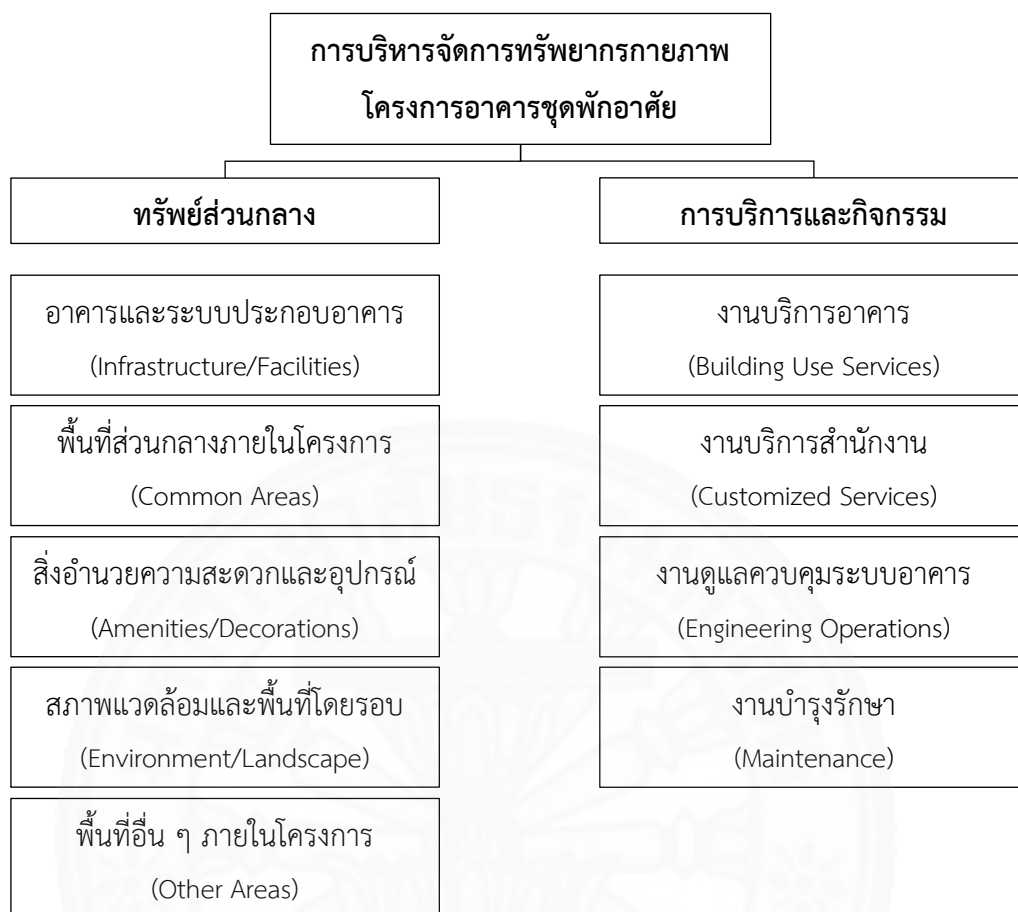 การบริหารจัดการทรัพยากรกายภาพ
โครงการอาคารชุดพักอาศัย
ทรัพย์ส่วนกลาง
อาคารและระบบประกอบอาคาร
(Infrastructure/Facilities)
พื้นที่ส่วนกลางภายในโครงการ
(Common Areas)
สิ่งอำนวยความสะดวกและอุปกรณ์
(Amenities/Decorations)
สภาพแวดล้อมและพื้นที่โดยรอบ
(Environment/Landscape)
พื้นที่อื่น ๆ ภายในโครงการ
(Other Areas)
การบริการและกิจกรรม
งานบริการอาคาร
(Building Use Services)
งานบริการสำนักงาน
(Customized Services)
งานดูแลควบคุมระบบอาคาร
(Engineering Operations)
งานบำรุงรักษา
(Maintenance)